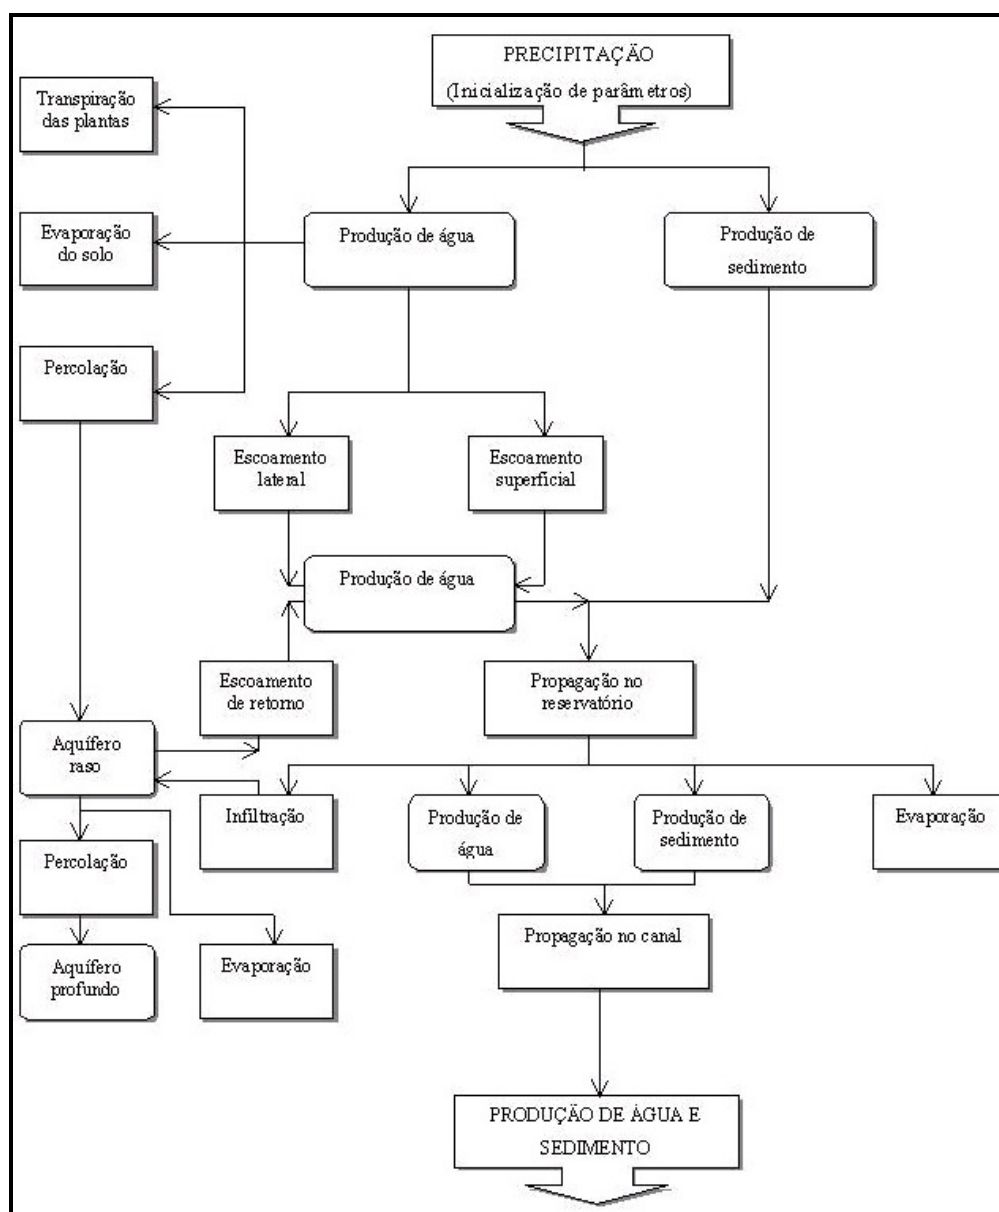 PRECIPITAÇÃO
(Inicialização de parâmetros)
Transpiração
das plantas
Evaporação
do solo
Produção de água
Produção de
sedimento
Percolação
Escoamento
lateral
Escoamento
superficial
Produção de água
Escoamento
de retorno
Propagação no
reservatório
Aquífero
raso
Infiltração
Produção de
água
Produção de
sedimento
Evaporação
Percolação
Propagação no canal
Aquífero
profundo
Evaporação
PRODUÇÃO DE ÁGUA E
SEDIMENTO